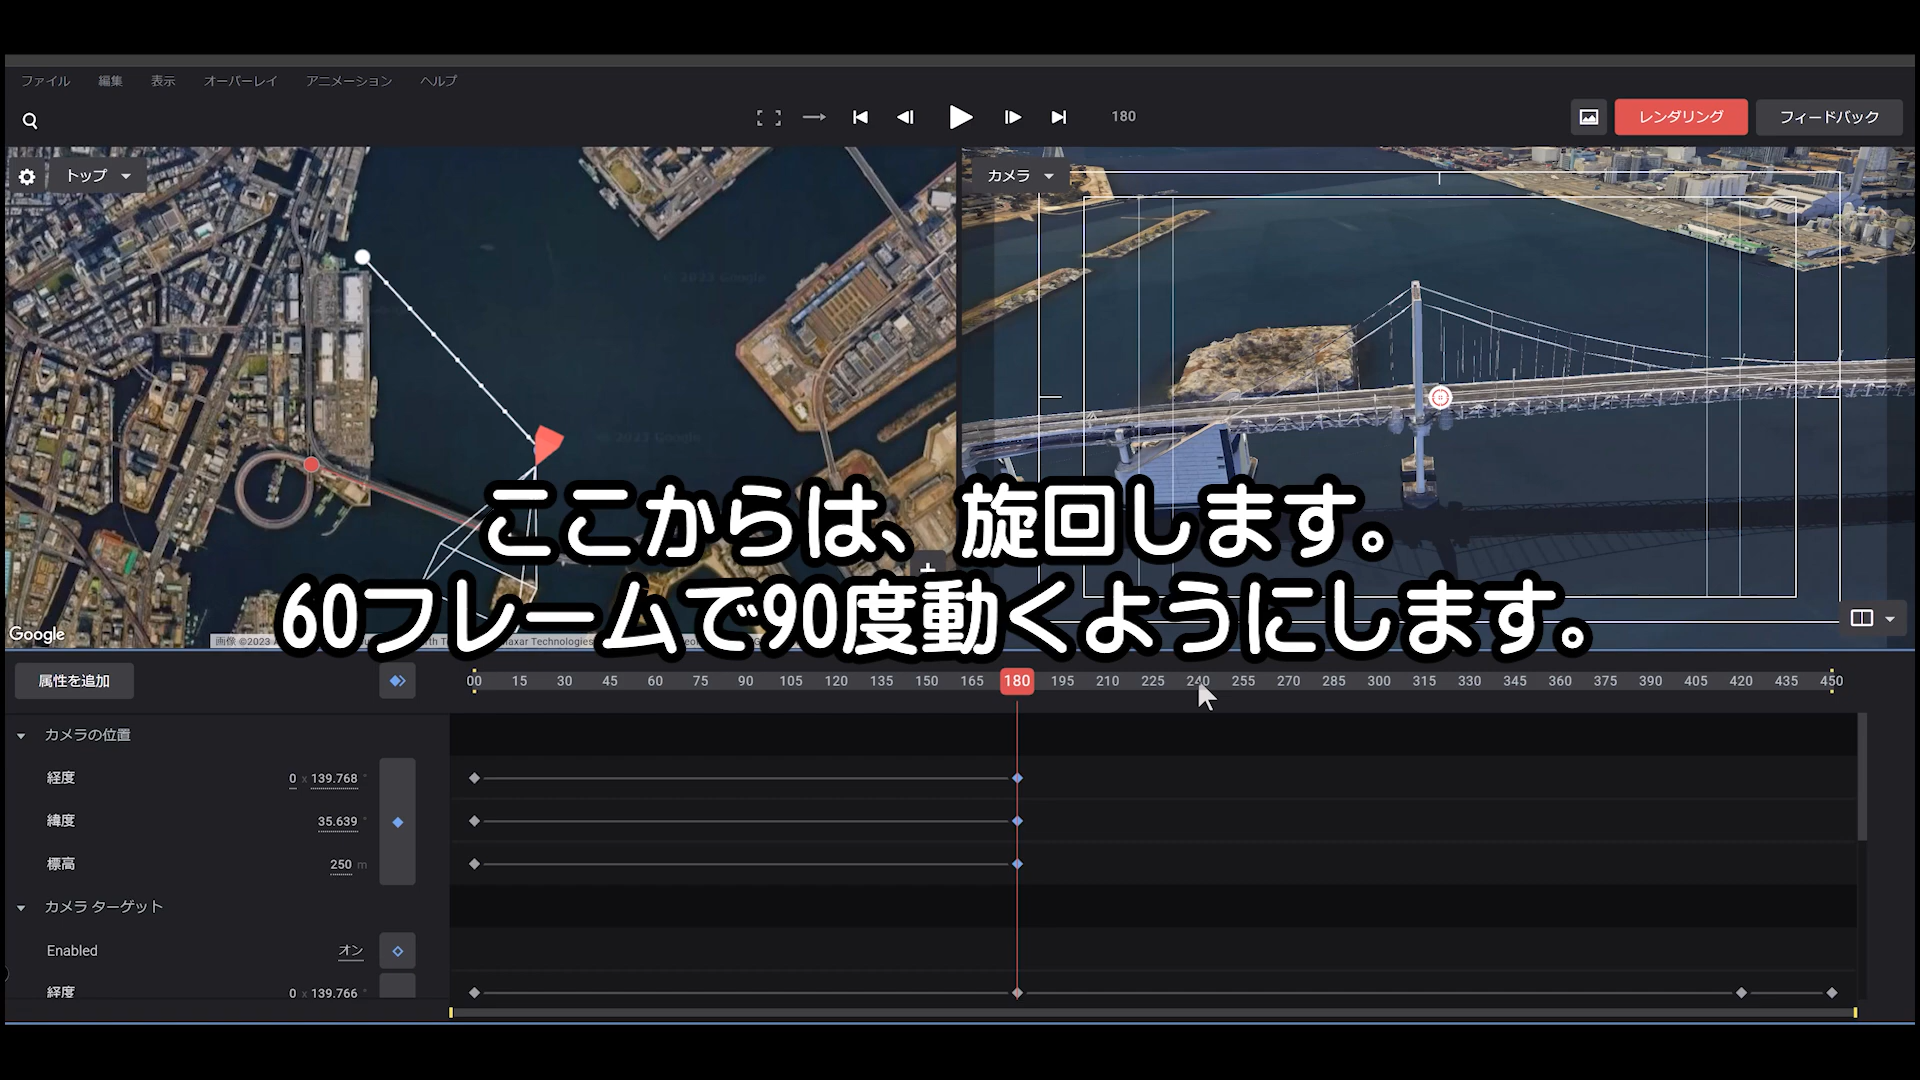 ファイル 編集 表示 オーバーレイ アニメーション ヘルプ
180
レンダリング
フィードバック
トップ
カメラ
ここからは、旋回します。
60フレームで90度動くようにします。
Google
画像 ©2023
属性を追加
00 15 30 45 60 75 90 105 120 135 150 165 180 195 210 225 240 255 270 285 300 315 330 345 360 375 390 405 420 435 450
カメラの位置
経度 0 x 139.768 °
緯度 35.639 °
標高 250 m
カメラ ターゲット
Enabled オン
経度 0 x 139.766 °